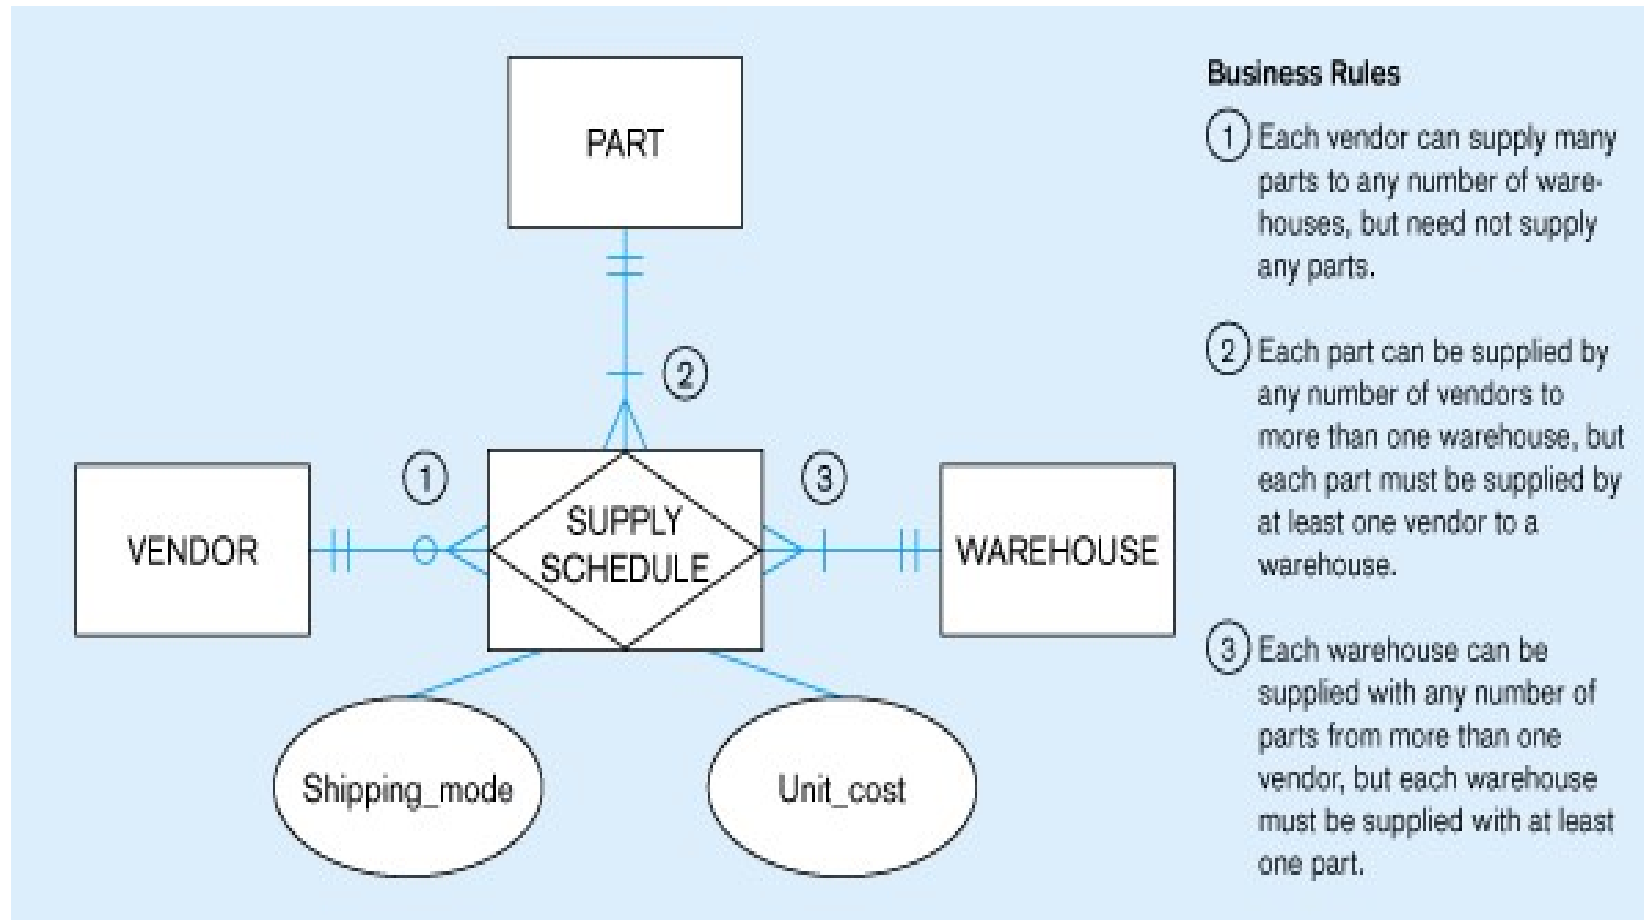 PART
2
1
3
VENDOR
SUPPLY
SCHEDULE
WAREHOUSE
Shipping_mode
Unit_cost
Business Rules
1 Each vendor can supply many
parts to any number of ware-
houses, but need not supply
any parts.
2 Each part can be supplied by
any number of vendors to
more than one warehouse, but
each part must be supplied by
at least one vendor to a
warehouse.
3 Each warehouse can be
supplied with any number of
parts from more than one
vendor, but each warehouse
must be supplied with at least
one part.